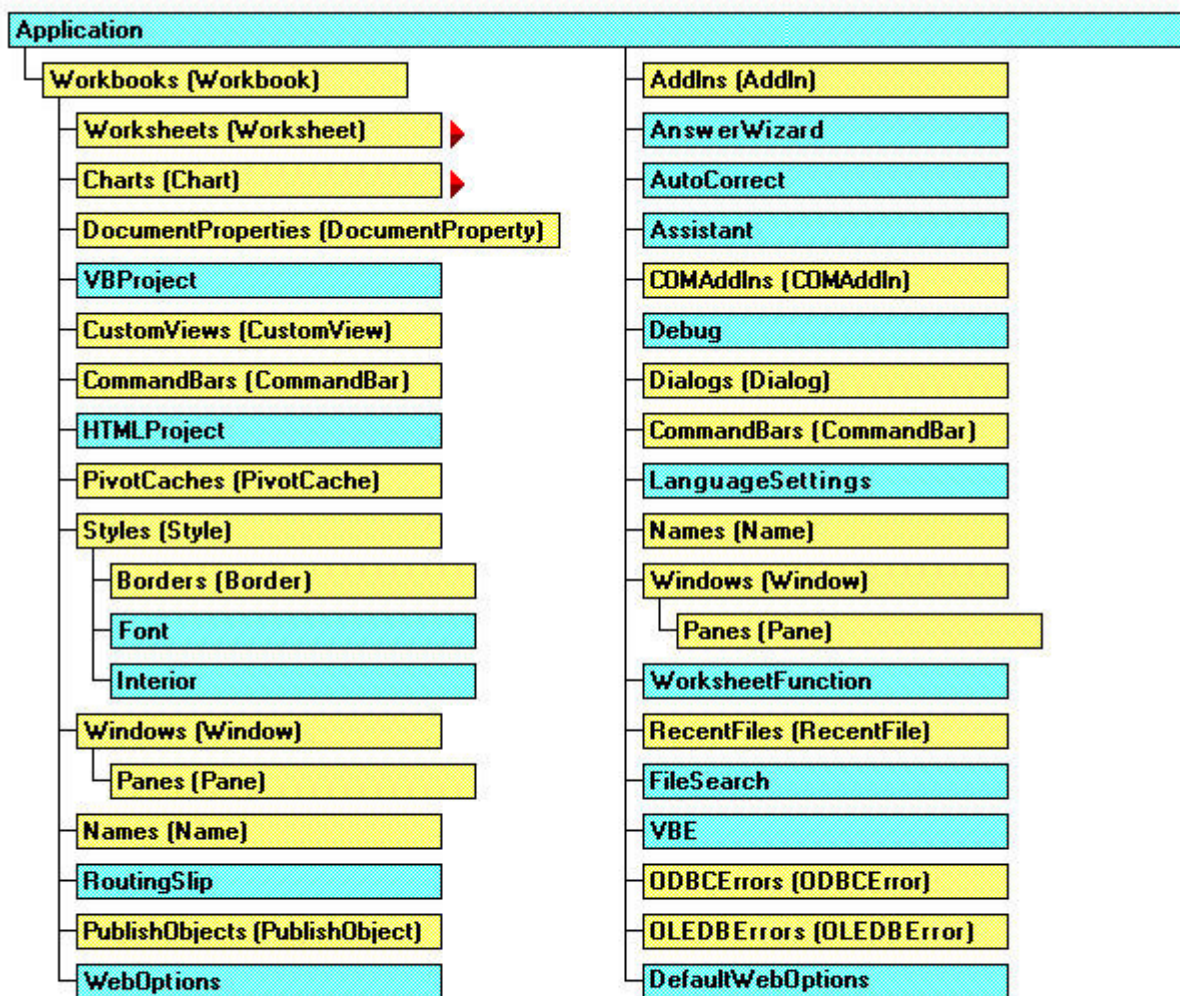 Application
Workbooks (Workbook)
Worksheets (Worksheet)
Charts (Chart)
DocumentProperties (DocumentProperty)
VBProject
CustomViews (CustomView)
CommandBars (CommandBar)
HTMLProject
PivotCaches (PivotCache)
Styles (Style)
Borders (Border)
Font
Interior
Windows (Window)
Panes (Pane)
Names (Name)
RoutingSlip
PublishObjects (PublishObject)
WebOptions
AddIns (AddIn)
AnswerWizard
AutoCorrect
Assistant
COMAddIns (COMAddIn)
Debug
Dialogs (Dialog)
CommandBars (CommandBar)
LanguageSettings
Names (Name)
Windows (Window)
Panes (Pane)
WorksheetFunction
RecentFiles (RecentFile)
FileSearch
VBE
ODBCErrors (ODBCError)
OLEDBErrors (OLEDBError)
DefaultWebOptions